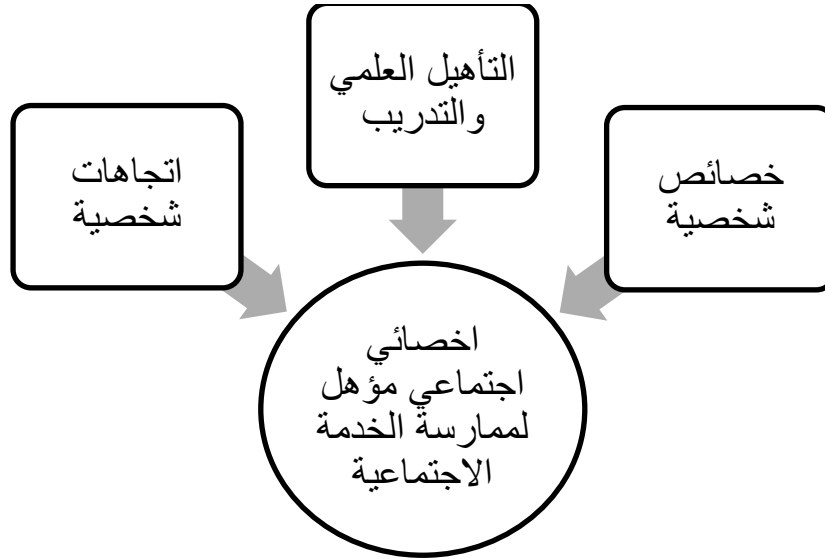 التأهيل العلمي
والتدريب
خصائص
شخصية
اتجاهات
شخصية
اخصائي
اجتماعي مؤهل
لممارسة الخدمة
الاجتماعية